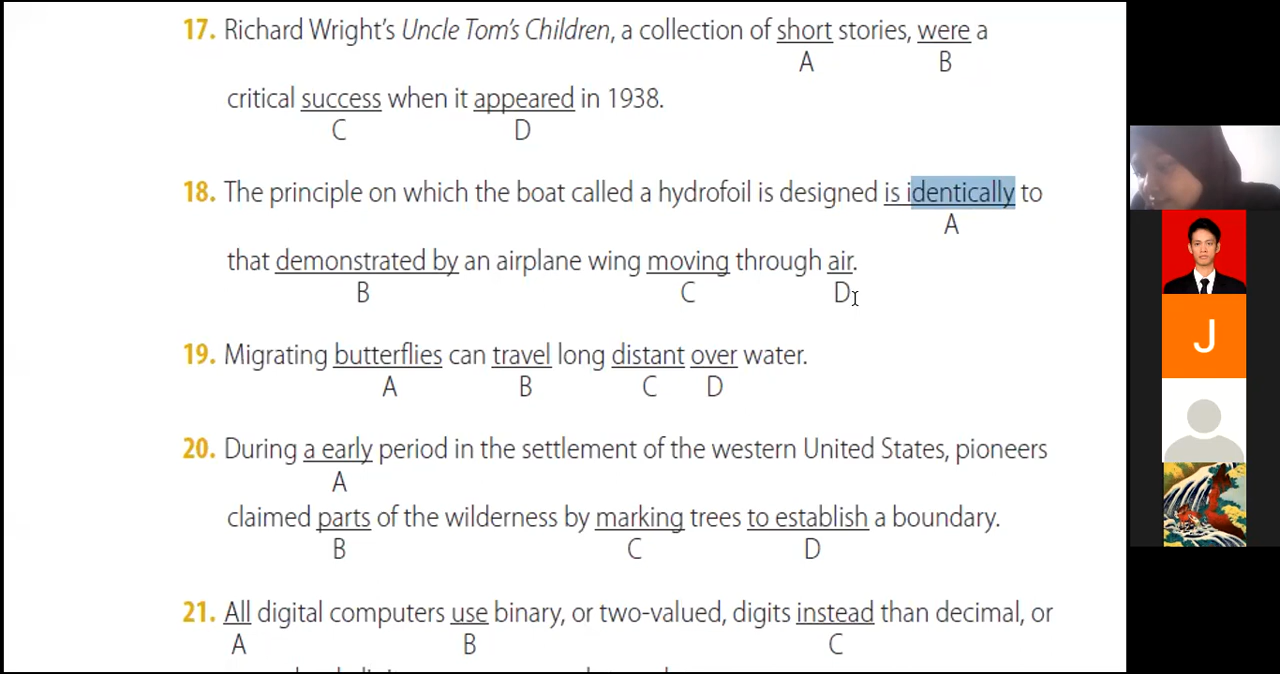 17. Richard Wright's Uncle Tom's Children, a collection of short stories, were a
A B
critical success when it appeared in 1938.
C D
18. The principle on which the boat called a hydrofoil is designed is identically to
A
that demonstrated by an airplane wing moving through air.
B C D
19. Migrating butterflies can travel long distant over water.
A B C D
20. During a early period in the settlement of the western United States, pioneers
A
claimed parts of the wilderness by marking trees to establish a boundary.
B C D
21. All digital computers use binary, or two-valued, digits instead than decimal, or
A B C
J